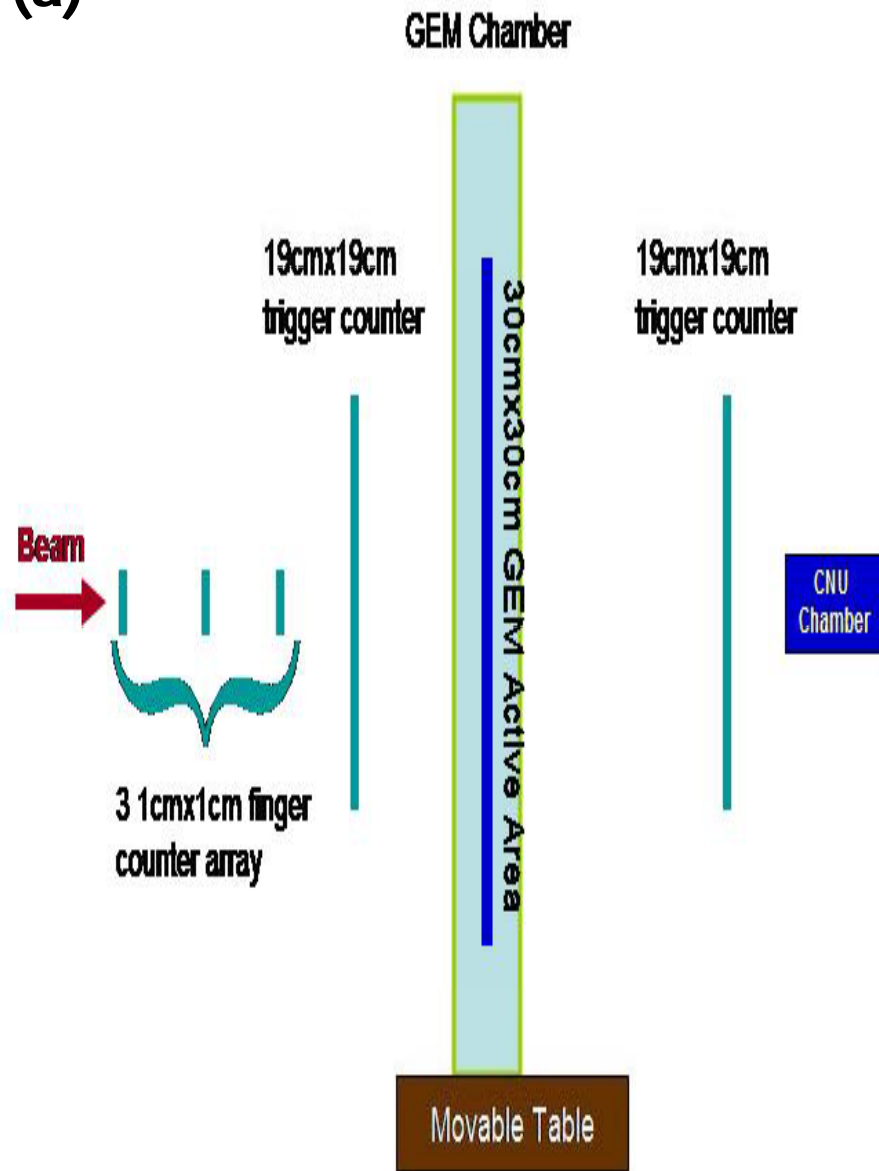 (a)
GEM Chamber
19cmx19cm
trigger counter
19cmx19cm
trigger counter
30cmx30cm GEM Active Area
Beam
CNU
Chamber
3 1cmx1cm finger
counter array
Movable Table